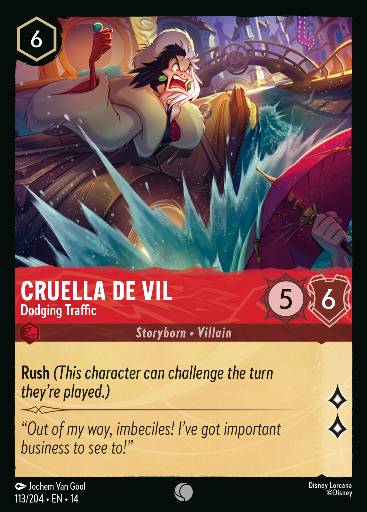 6
CRUELLA DE VIL
Dodging Traffic
5
6
Storyborn • Villain
Rush (This character can challenge the turn
they're played.)
"Out of my way, imbeciles! I've got important
business to see to!"
Jochem Van Gool
113/204 • EN • 14
Disney Lorcana
©Disney